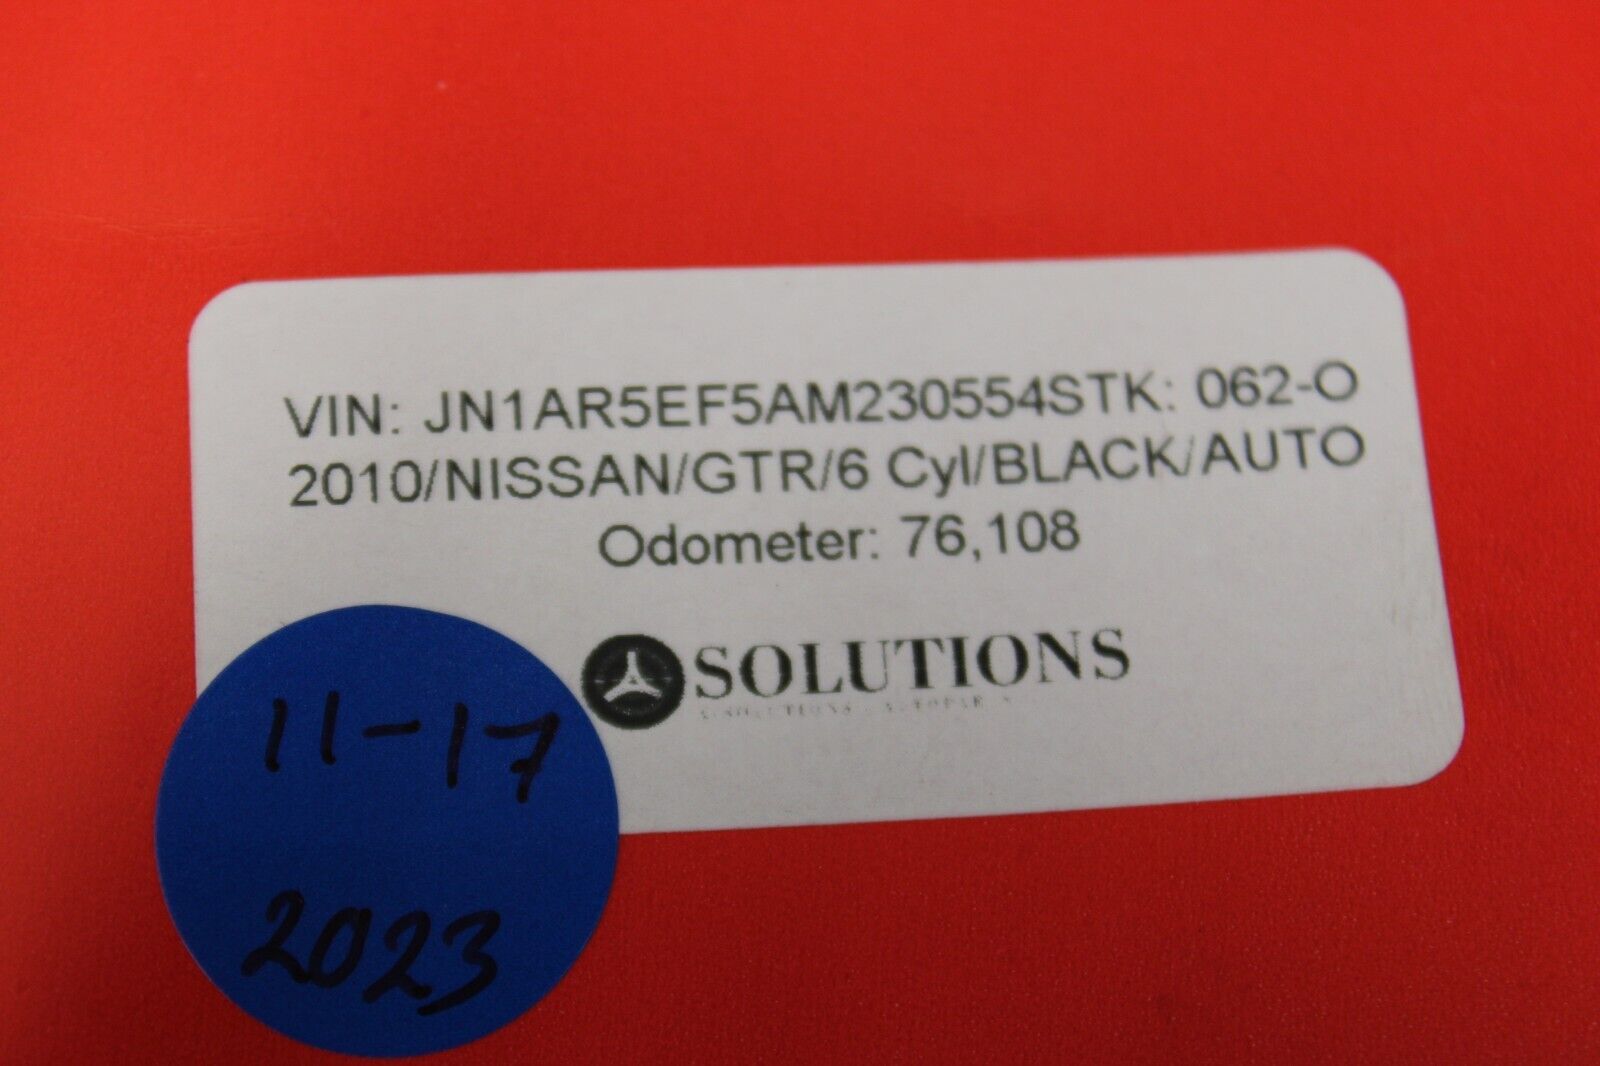 VIN: JN1AR5EF5AM230554STK: 062-O
2010/NISSAN/GTR/6 Cyl/BLACK/AUTO
Odometer: 76,108
SOLUTIONS
11-17
2023